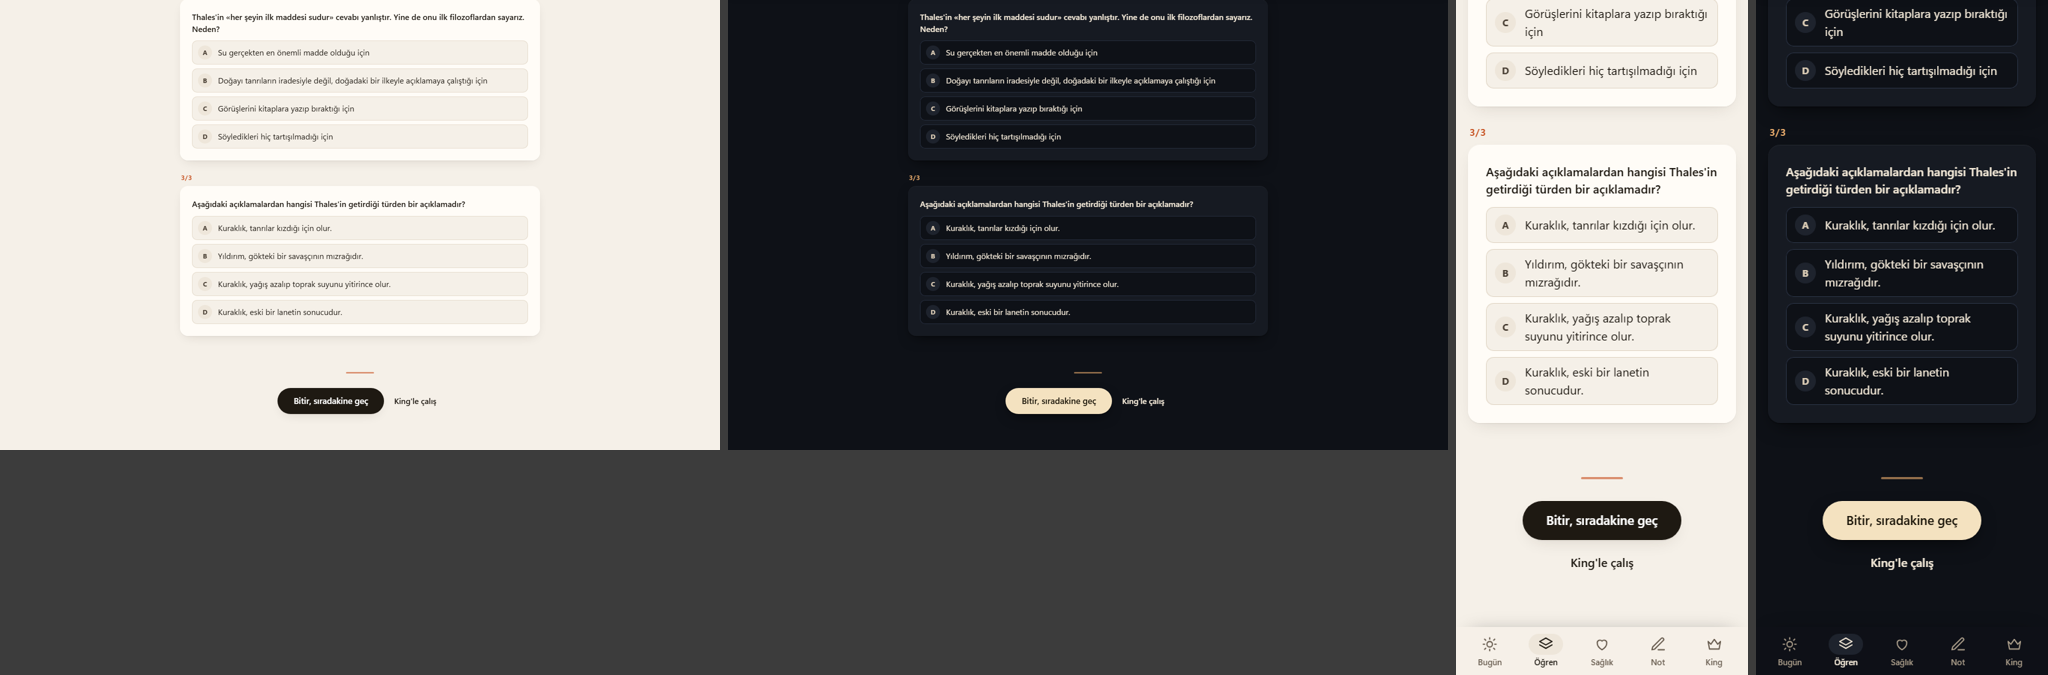 Thales'in «her şeyin ilk maddesi sudur» cevabı yanlıştır. Yine de onu ilk filozoflardan sayarız.
Neden?
A Su gerçekten en önemli madde olduğu için
B Doğayı tanrıların iradesiyle değil, doğadaki bir ilkeyle açıklamaya çalıştığı için
C Görüşlerini kitaplara yazıp bıraktığı için
D Söyledikleri hiç tartışılmadığı için
3/3
Aşağıdaki açıklamalardan hangisi Thales'in getirdiği türden bir açıklamadır?
A Kuraklık, tanrılar kızdığı için olur.
B Yıldırım, gökteki bir savaşçının mızrağıdır.
C Kuraklık, yağış azalıp toprak suyunu yitirince olur.
D Kuraklık, eski bir lanetin sonucudur.
Bitir, sıradakine geç King'le çalış
Thales'in «her şeyin ilk maddesi sudur» cevabı yanlıştır. Yine de onu ilk filozoflardan sayarız.
Neden?
A Su gerçekten en önemli madde olduğu için
B Doğayı tanrıların iradesiyle değil, doğadaki bir ilkeyle açıklamaya çalıştığı için
C Görüşlerini kitaplara yazıp bıraktığı için
D Söyledikleri hiç tartışılmadığı için
3/3
Aşağıdaki açıklamalardan hangisi Thales'in getirdiği türden bir açıklamadır?
A Kuraklık, tanrılar kızdığı için olur.
B Yıldırım, gökteki bir savaşçının mızrağıdır.
C Kuraklık, yağış azalıp toprak suyunu yitirince olur.
D Kuraklık, eski bir lanetin sonucudur.
Bitir, sıradakine geç King'le çalış
C Görüşlerini kitaplara yazıp bıraktığı
için
D Söyledikleri hiç tartışılmadığı için
3/3
Aşağıdaki açıklamalardan hangisi Thales'in
getirdiği türden bir açıklamadır?
A Kuraklık, tanrılar kızdığı için olur.
B Yıldırım, gökteki bir savaşçının
mızrağıdır.
C Kuraklık, yağış azalıp toprak
suyunu yitirince olur.
D Kuraklık, eski bir lanetin
sonucudur.
Bitir, sıradakine geç
King'le çalış
Bugün Öğren Sağlık Not King
C Görüşlerini kitaplara yazıp bıraktığı
için
D Söyledikleri hiç tartışılmadığı için
3/3
Aşağıdaki açıklamalardan hangisi Thales'in
getirdiği türden bir açıklamadır?
A Kuraklık, tanrılar kızdığı için olur.
B Yıldırım, gökteki bir savaşçının
mızrağıdır.
C Kuraklık, yağış azalıp toprak
suyunu yitirince olur.
D Kuraklık, eski bir lanetin
sonucudur.
Bitir, sıradakine geç
King'le çalış
Bugün Öğren Sağlık Not King